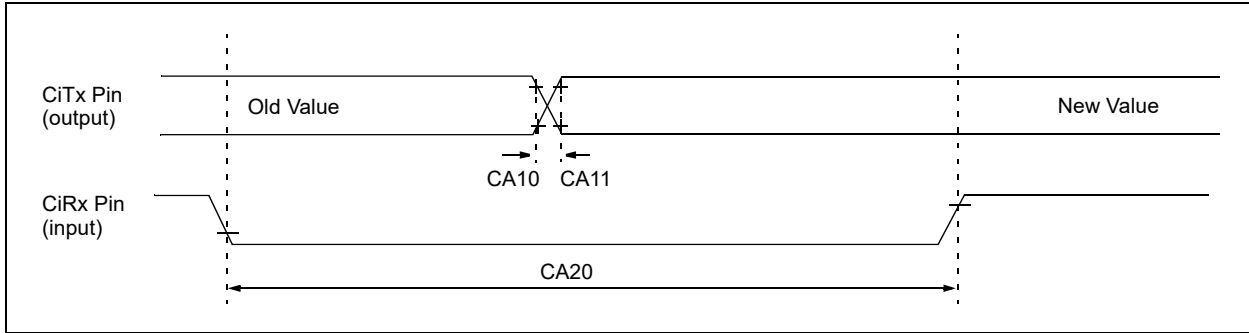 CiTx Pin
(output)
Old Value
New Value
CA10 CA11
CiRx Pin
(input)
CA20